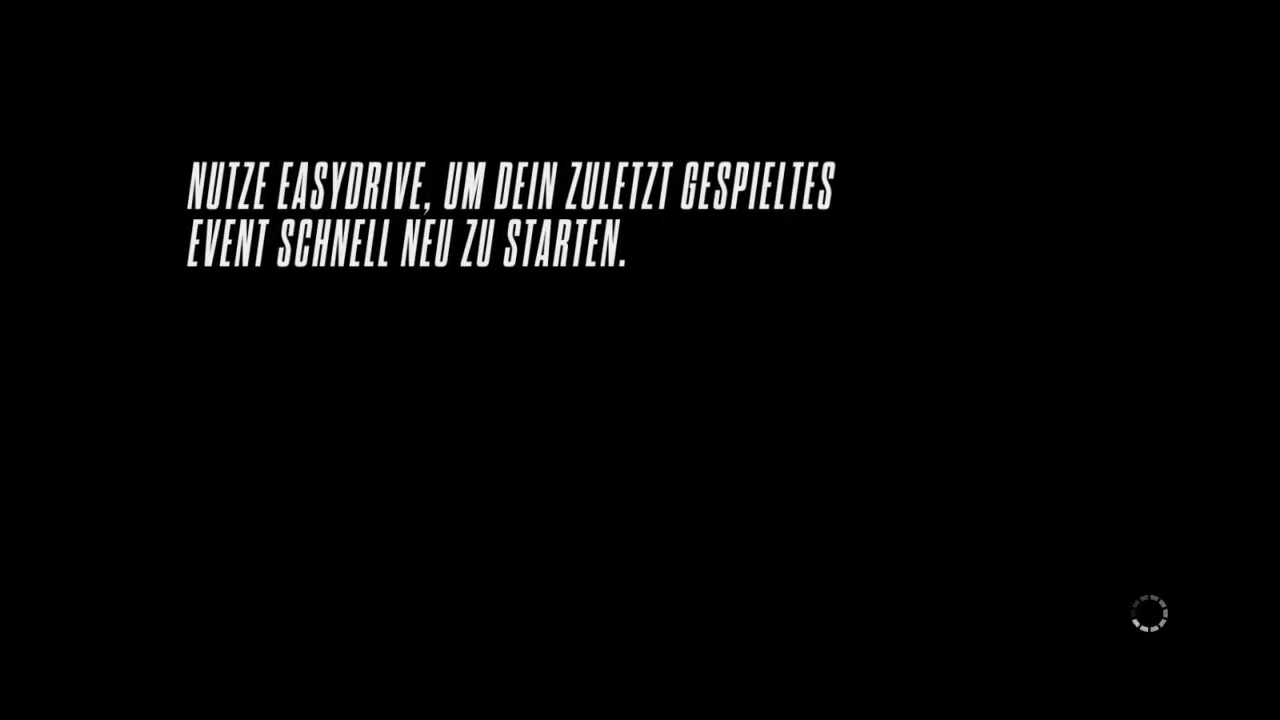 NUTZE EASYDRIVE, UM DEIN ZULETZT GESPIELTES
EVENT SCHNELL NEU ZU STARTEN.